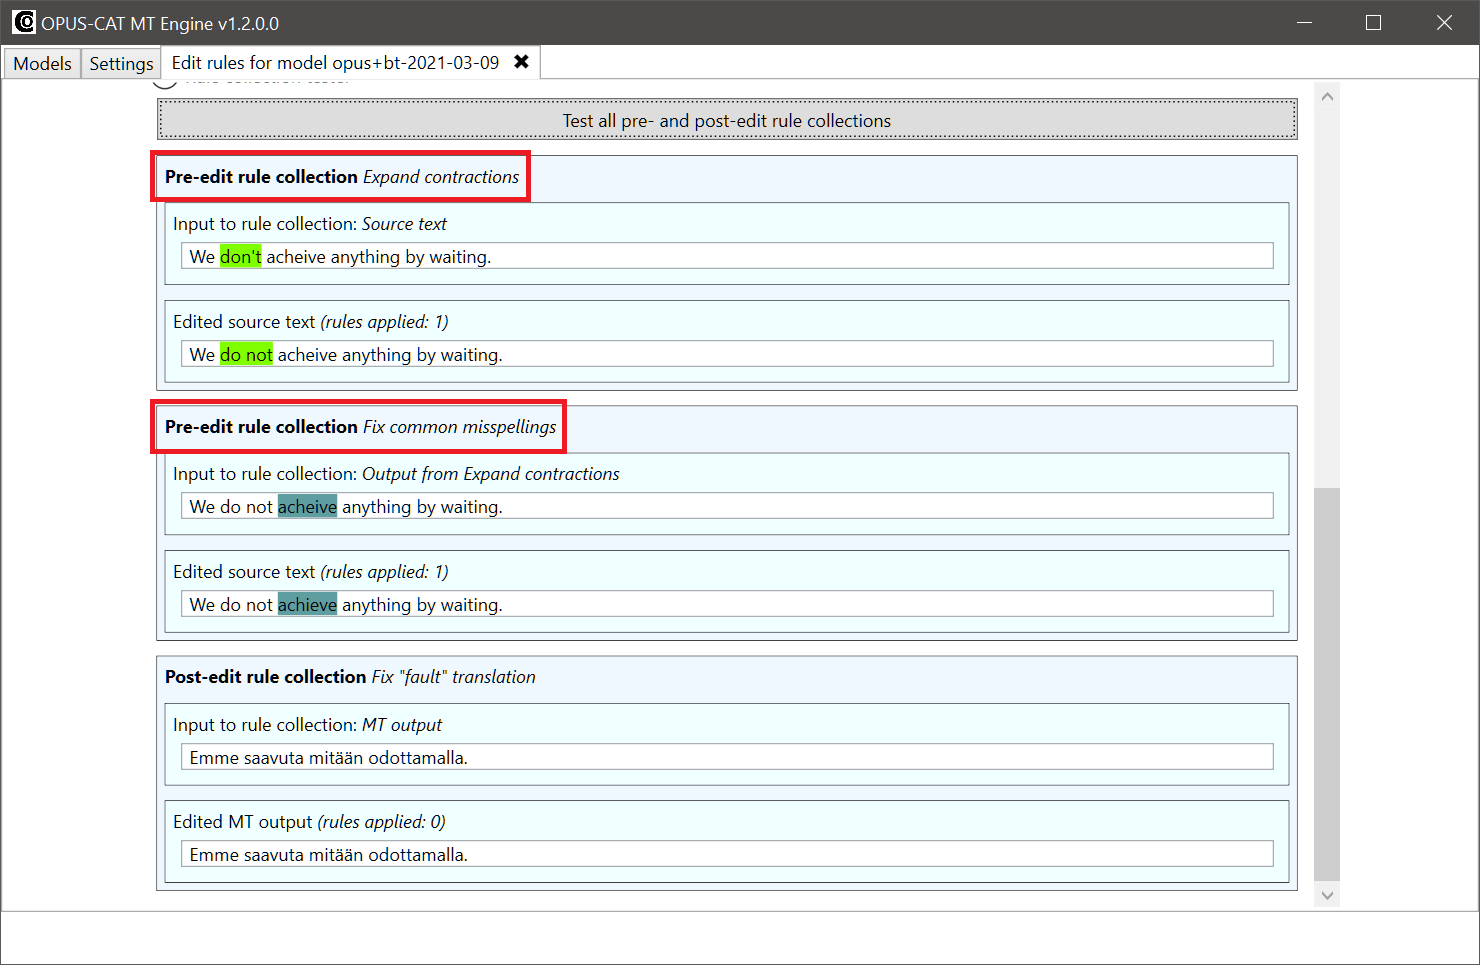 OPUS-CAT MT Engine v1.2.0.0
Models Settings Edit rules for model opus+bt-2021-03-09
Test all pre- and post-edit rule collections
Pre-edit rule collection Expand contractions
Input to rule collection: Source text
We don't acheive anything by waiting.
Edited source text (rules applied: 1)
We do not acheive anything by waiting.
Pre-edit rule collection Fix common misspellings
Input to rule collection: Output from Expand contractions
We do not acheive anything by waiting.
Edited source text (rules applied: 1)
We do not achieve anything by waiting.
Post-edit rule collection Fix "fault" translation
Input to rule collection: MT output
Emme saavuta mitään odottamalla.
Edited MT output (rules applied: 0)
Emme saavuta mitään odottamalla.